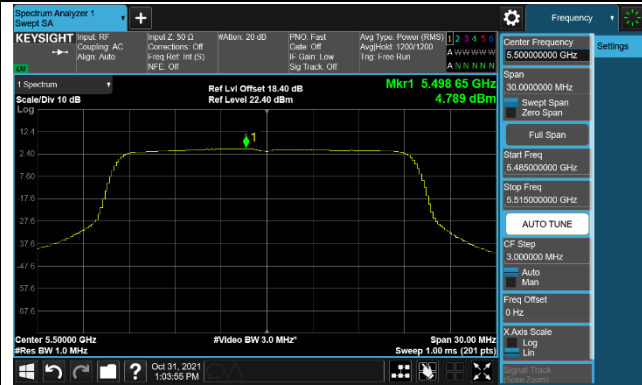 Spectrum Analyzer 1
Swept SA
Frequency
KEYSIGHT
Input: RF
Coupling: AC
Align: Auto
Input Z: 50 Ω
Corrections: Off
Freq Ref: Int (S)
NFE: Off
#Atten: 20 dB
PNO: Fast
Gate: Off
IF Gain: Low
Sig Track: Off
Avg Type: Power (RMS)
Avg|Hold: 1200/1200
Trig: Free Run
1 2 3 4 5 6
A W W W W W
A N N N N N
LXI
1 Spectrum
Scale/Div 10 dB
Log
Ref Lvl Offset 18.40 dB
Ref Level 22.40 dBm
Mkr1 5.498 65 GHz
4.789 dBm
1
12.4
2.40
-7.60
-17.6
-27.6
-37.6
-47.6
-57.6
-67.6
Center 5.50000 GHz
#Res BW 1.0 MHz
#Video BW 3.0 MHz*
Span 30.00 MHz
Sweep 1.00 ms (201 pts)
Center Frequency
5.500000000 GHz
Span
30.0000000 MHz
Swept Span
Zero Span
Full Span
Start Freq
5.485000000 GHz
Stop Freq
5.515000000 GHz
AUTO TUNE
CF Step
3.000000 MHz
Auto
Man
Freq Offset
0 Hz
X Axis Scale
Log
Lin
Signal Track
(Span Zoom)
Settings
?
Oct 31, 2021
1:03:55 PM